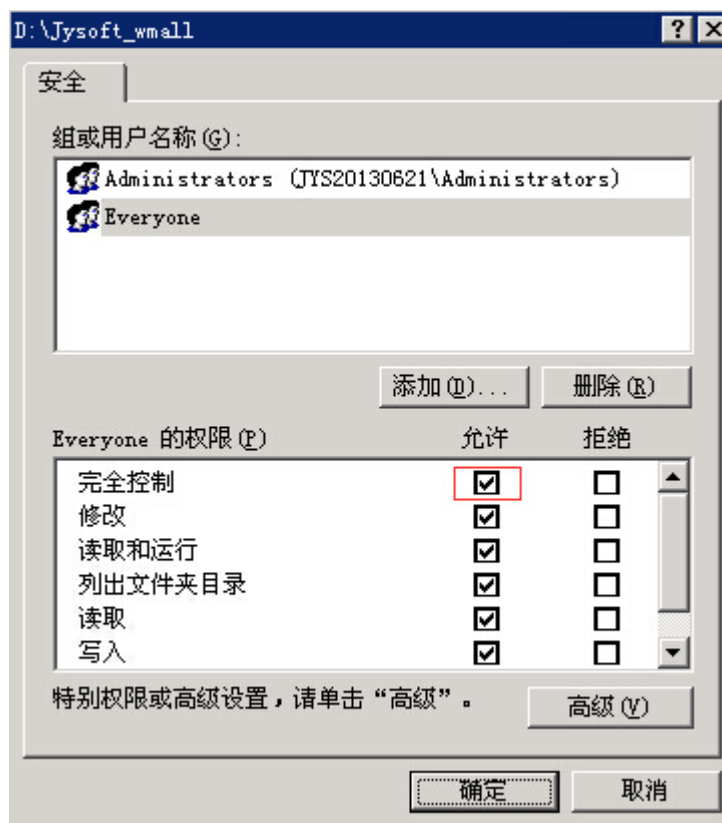 D:\Jysoft_wmall
安全
组或用户名称(G):
Administrators (JYS20130621\Administrators)
Everyone
添加(D)... 删除(R)
Everyone 的权限(P) 允许 拒绝
完全控制
修改
读取和运行
列出文件夹目录
读取
写入
特别权限或高级设置，请单击“高级”。 高级(V)
确定 取消